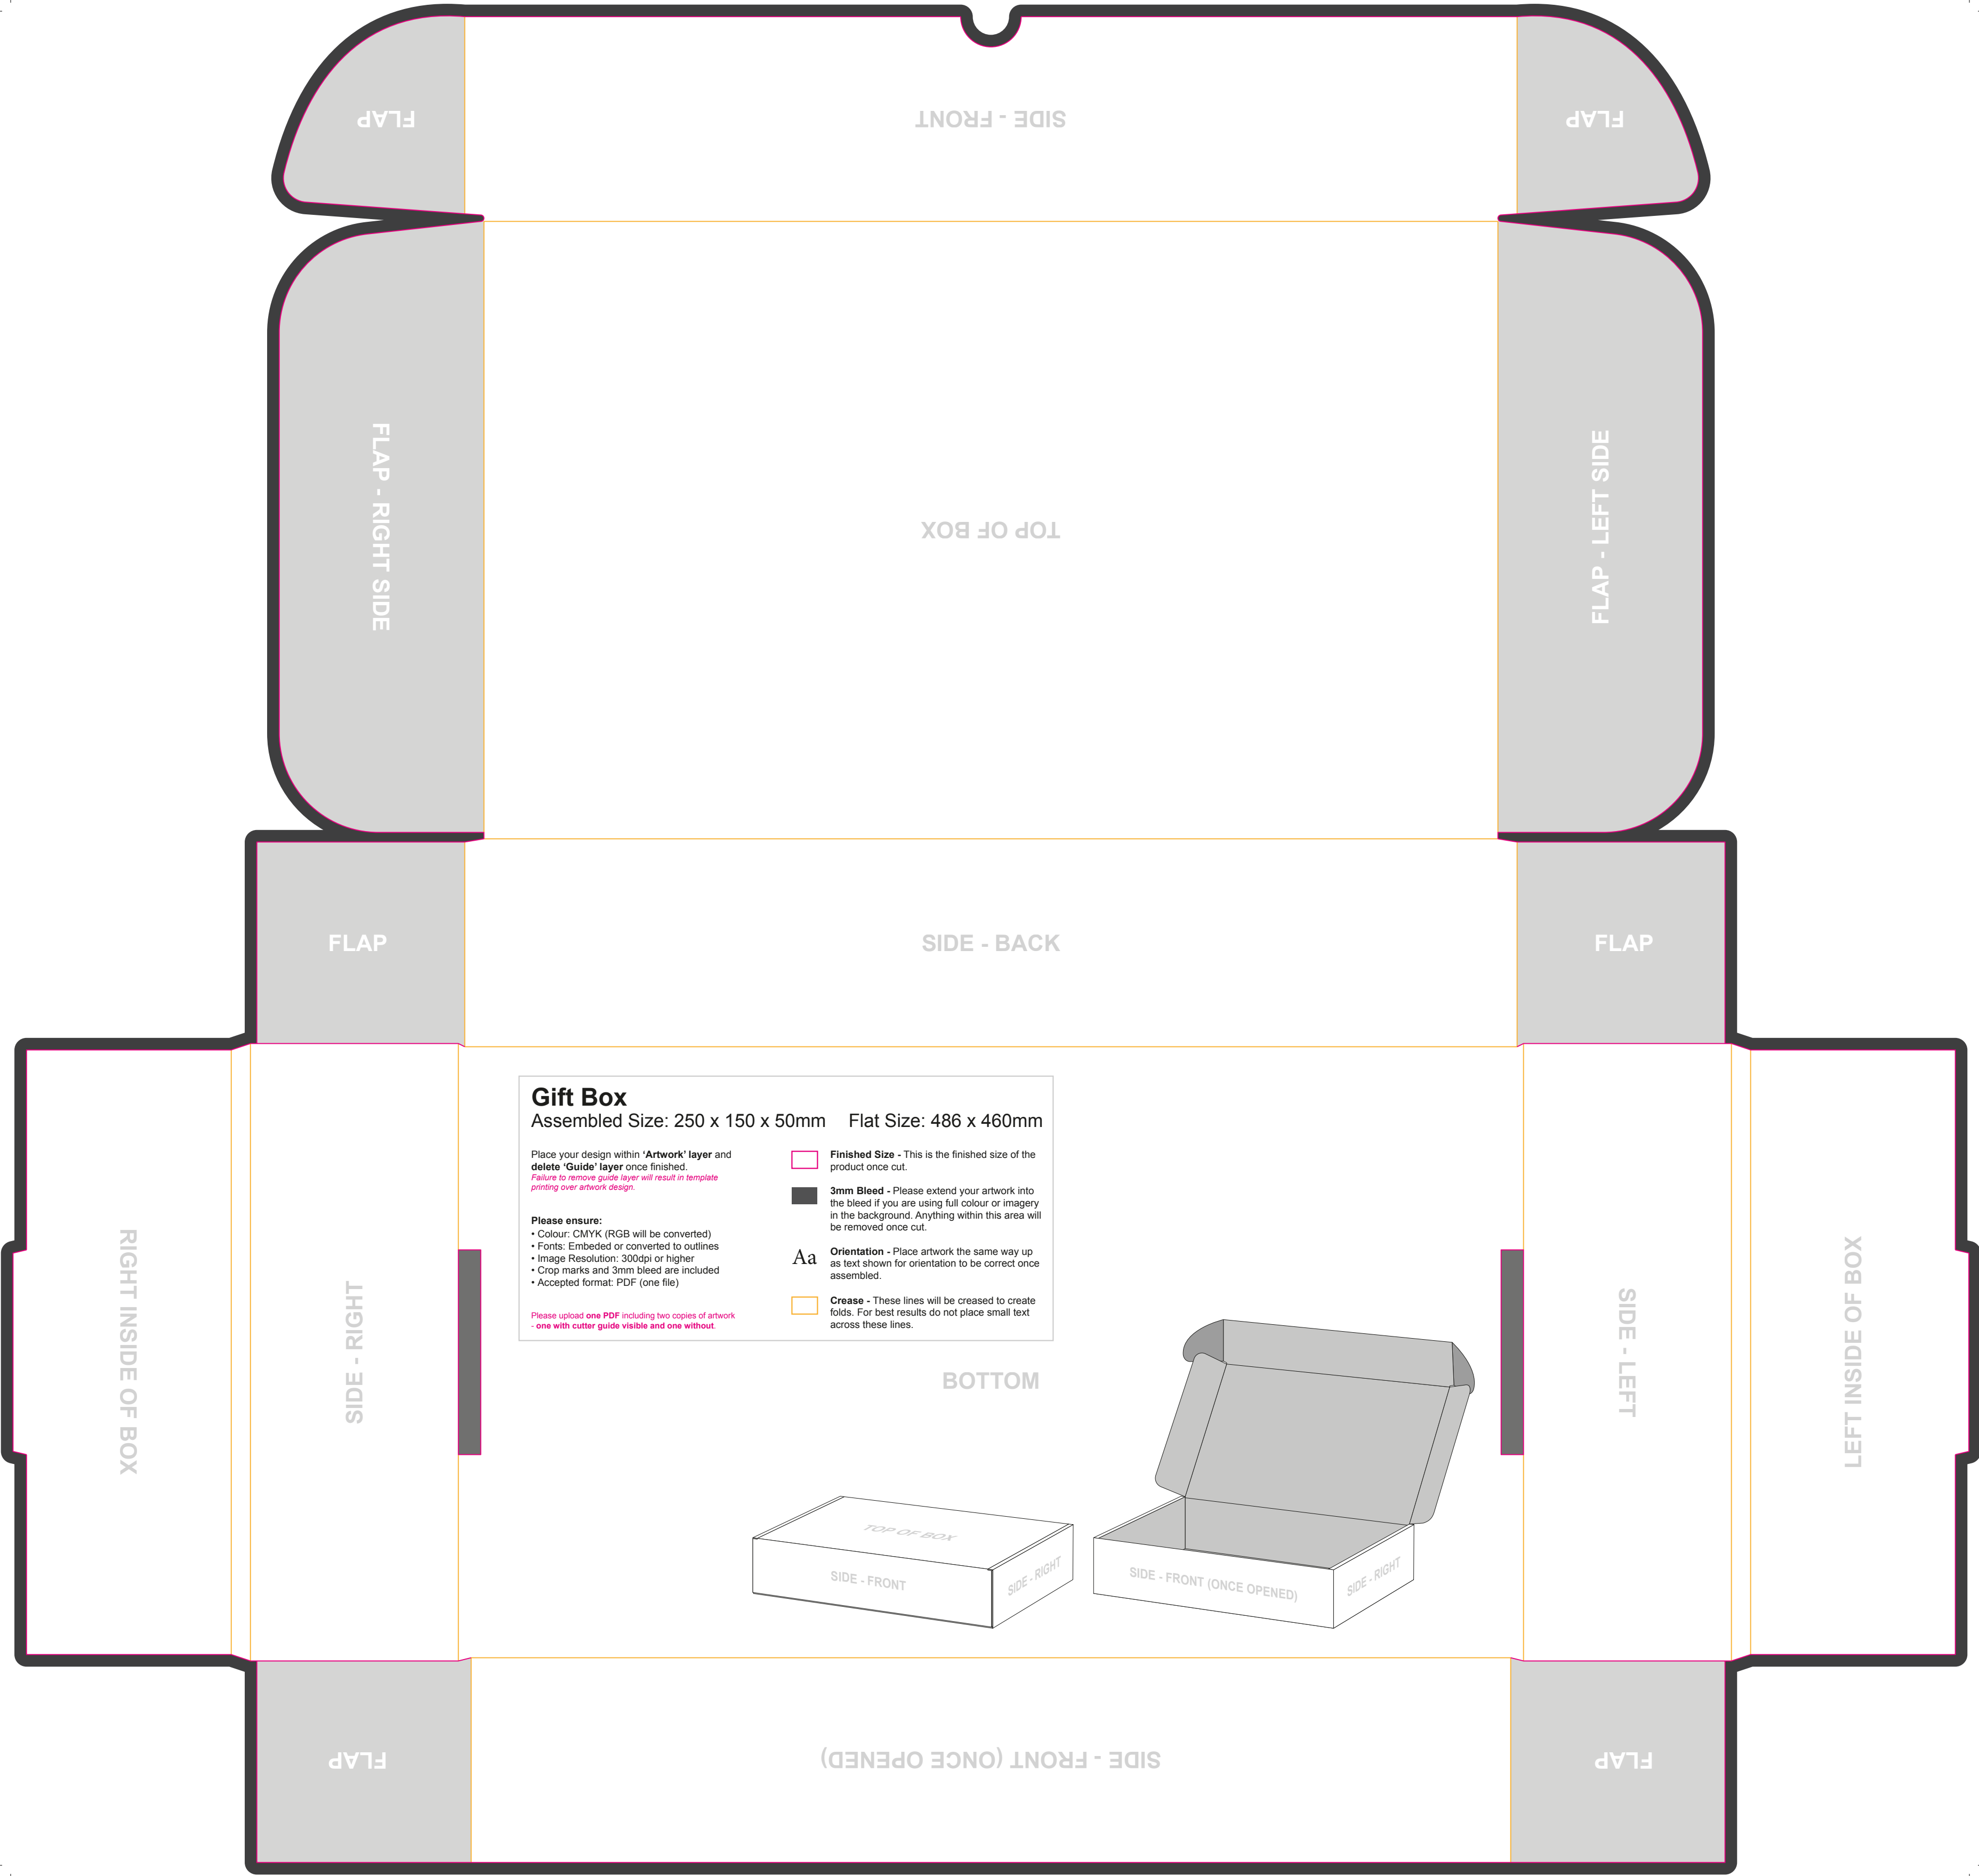 FLAP
SIDE - FRONT
FLAP
FLAP - RIGHT SIDE
TOP OF BOX
FLAP - LEFT SIDE
FLAP
SIDE - BACK
FLAP
RIGHT INSIDE OF BOX
SIDE - RIGHT
Gift Box
Assembled Size: 250 x 150 x 50mm Flat Size: 486 x 460mm
Place your design within ‘Artwork’ layer and
delete ‘Guide’ layer once finished.
Failure to remove guide layer will result in template
printing over artwork design.
Please ensure:
• Colour: CMYK (RGB will be converted)
• Fonts: Embeded or converted to outlines
• Image Resolution: 300dpi or higher
• Crop marks and 3mm bleed are included
• Accepted format: PDF (one file)
Please upload one PDF including two copies of artwork
- one with cutter guide visible and one without.
Finished Size - This is the finished size of the
product once cut.
3mm Bleed - Please extend your artwork into
the bleed if you are using full colour or imagery
in the background. Anything within this area will
be removed once cut.
Aa
Orientation - Place artwork the same way up
as text shown for orientation to be correct once
assembled.
Crease - These lines will be creased to create
folds. For best results do not place small text
across these lines.
BOTTOM
TOP OF BOX
SIDE - FRONT
SIDE - RIGHT
SIDE - FRONT (ONCE OPENED)
SIDE - RIGHT
SIDE - LEFT
LEFT INSIDE OF BOX
FLAP
SIDE - FRONT (ONCE OPENED)
FLAP